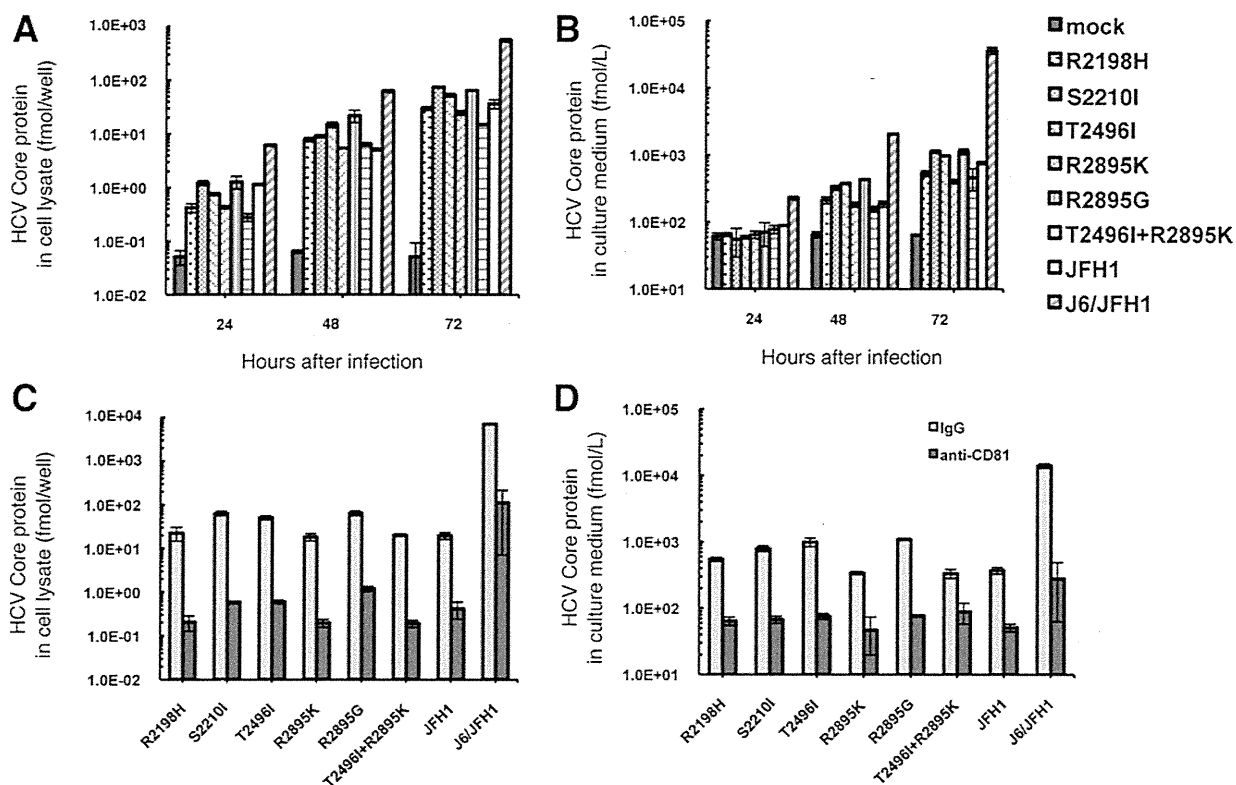 A
HCV Core protein
in cell lysate (fmol/well)
1.0E+03
1.0E+02
1.0E+01
1.0E+00
1.0E-01
1.0E-02
24
48
72
Hours after infection
B
HCV Core protein
in culture medium (fmol/L)
1.0E+05
1.0E+04
1.0E+03
1.0E+02
1.0E+01
24
48
72
Hours after infection
mock
R2198H
S2210I
T2496I
R2895K
R2895G
T2496I+R2895K
JFH1
J6/JFH1
C
HCV Core protein
in cell lysate (fmol/well)
1.0E+04
1.0E+03
1.0E+02
1.0E+01
1.0E+00
1.0E-01
1.0E-02
R2198H
S2210I
T2496I
R2895K
R2895G
T2496I+R2895K
JFH1
J6/JFH1
D
HCV Core protein
in culture medium (fmol/L)
1.0E+05
1.0E+04
1.0E+03
1.0E+02
1.0E+01
IgG
anti-CD81
R2198H
S2210I
T2496I
R2895K
R2895G
T2496I+R2895K
JFH1
J6/JFH1